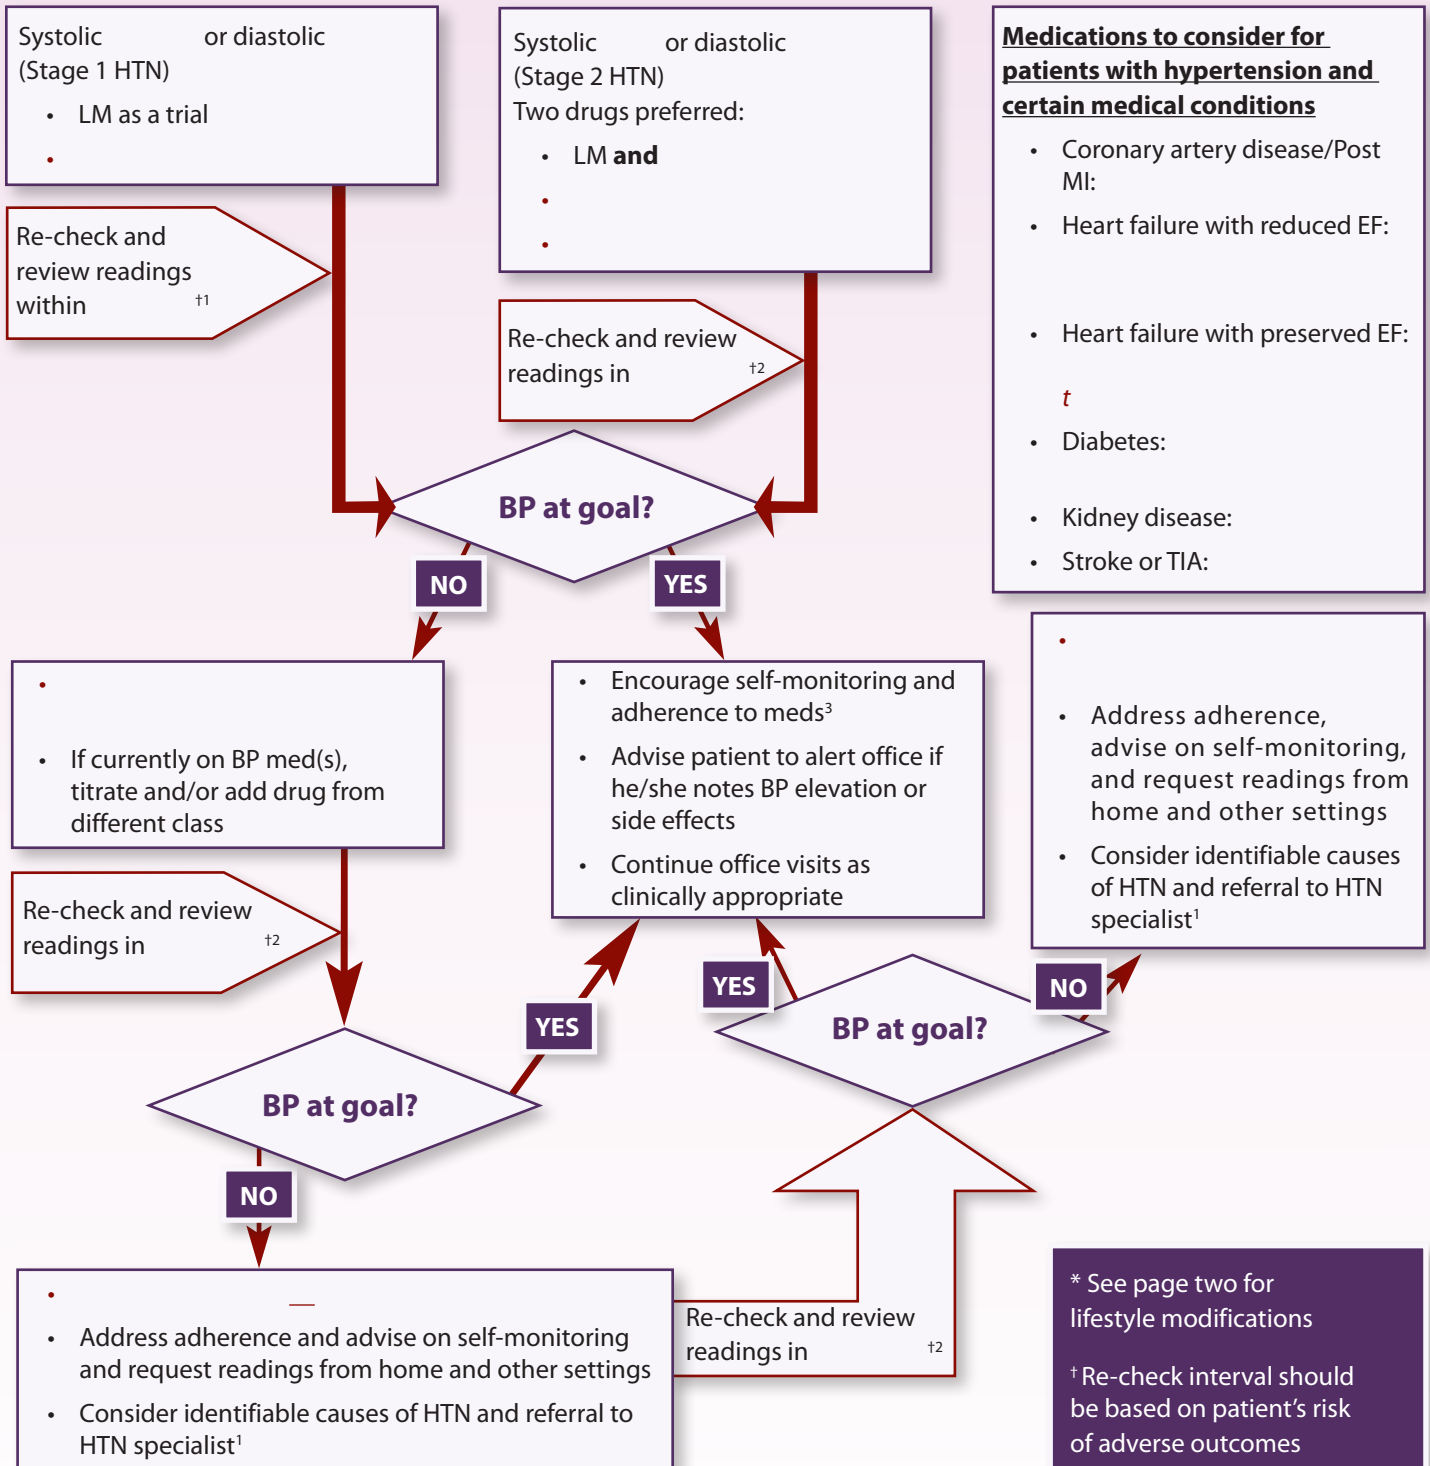 Systolic or diastolic
(Stage 1 HTN)
• LM as a trial
•
Re-check and
review readings
within †1
Systolic or diastolic
(Stage 2 HTN)
Two drugs preferred:
• LM and
•
•
Re-check and review
readings in †2
Medications to consider for
patients with hypertension and
certain medical conditions
• Coronary artery disease/Post
MI:
• Heart failure with reduced EF:
• Heart failure with preserved EF:
t
• Diabetes:
• Kidney disease:
• Stroke or TIA:
BP at goal?
NO
YES
•
• If currently on BP med(s),
titrate and/or add drug from
different class
Re-check and review
readings in †2
• Encourage self-monitoring and
adherence to meds³
• Advise patient to alert office if
he/she notes BP elevation or
side effects
• Continue office visits as
clinically appropriate
•
• Address adherence,
advise on self-monitoring,
and request readings from
home and other settings
• Consider identifiable causes
of HTN and referral to HTN
specialist¹
BP at goal?
YES
NO
BP at goal?
YES
NO
•
• Address adherence and advise on self-monitoring
and request readings from home and other settings
• Consider identifiable causes of HTN and referral to
HTN specialist¹
Re-check and review
readings in †2
* See page two for
lifestyle modifications
† Re-check interval should
be based on patient's risk
of adverse outcomes